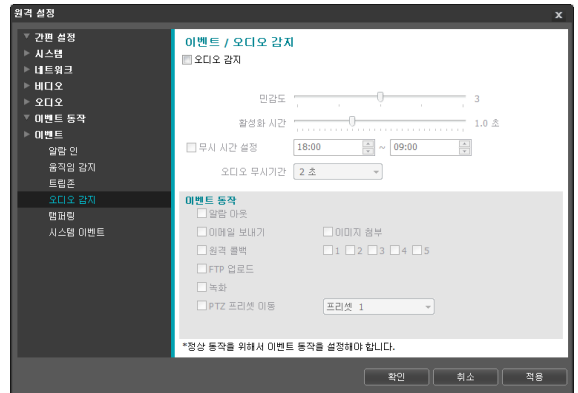 원격 설정
x
간편 설정
시스템
네트워크
비디오
오디오
이벤트 동작
이벤트
알람 인
움직임 감지
트립존
오디오 감지
탬퍼링
시스템 이벤트
이벤트 / 오디오 감지
오디오 감지
민감도 3
활성화 시간 1.0 초
무시 시간 설정 18:00 ~ 09:00
오디오 무시기간 2 초
이벤트 동작
알람 아웃
이메일 보내기 이미지 첨부
원격 콜백 1 2 3 4 5
FTP 업로드
녹화
PTZ 프리셋 이동 프리셋 1
*정상 동작을 위해서 이벤트 동작을 설정해야 합니다.
확인 취소 적용